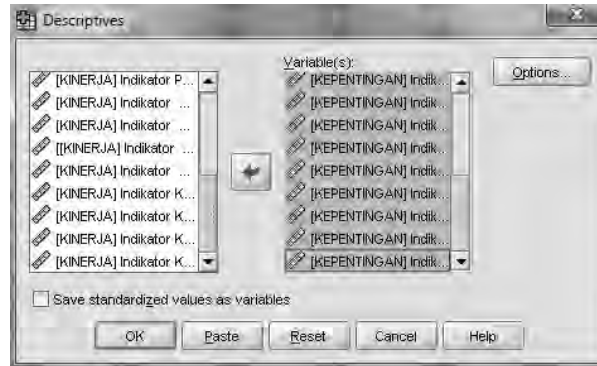 Descriptives
[KINERJA] Indikator P...
[KINERJA] Indikator ...
[KINERJA] Indikator ...
[[KINERJA] Indikator ...
[KINERJA] Indikator ...
[KINERJA] Indikator K...
[KINERJA] Indikator K...
[KINERJA] Indikator K...
[KINERJA] Indikator K...
Variable(s):
[KEPENTINGAN] Indik...
[KEPENTINGAN] Indik...
[KEPENTINGAN] Indik...
[KEPENTINGAN] Indik...
[KEPENTINGAN] Indik...
[KEPENTINGAN] Indik...
[KEPENTINGAN] Indik...
[KEPENTINGAN] Indik...
[KEPENTINGAN] Indik...
Options...
Save standardized values as variables
OK Paste Reset Cancel Help